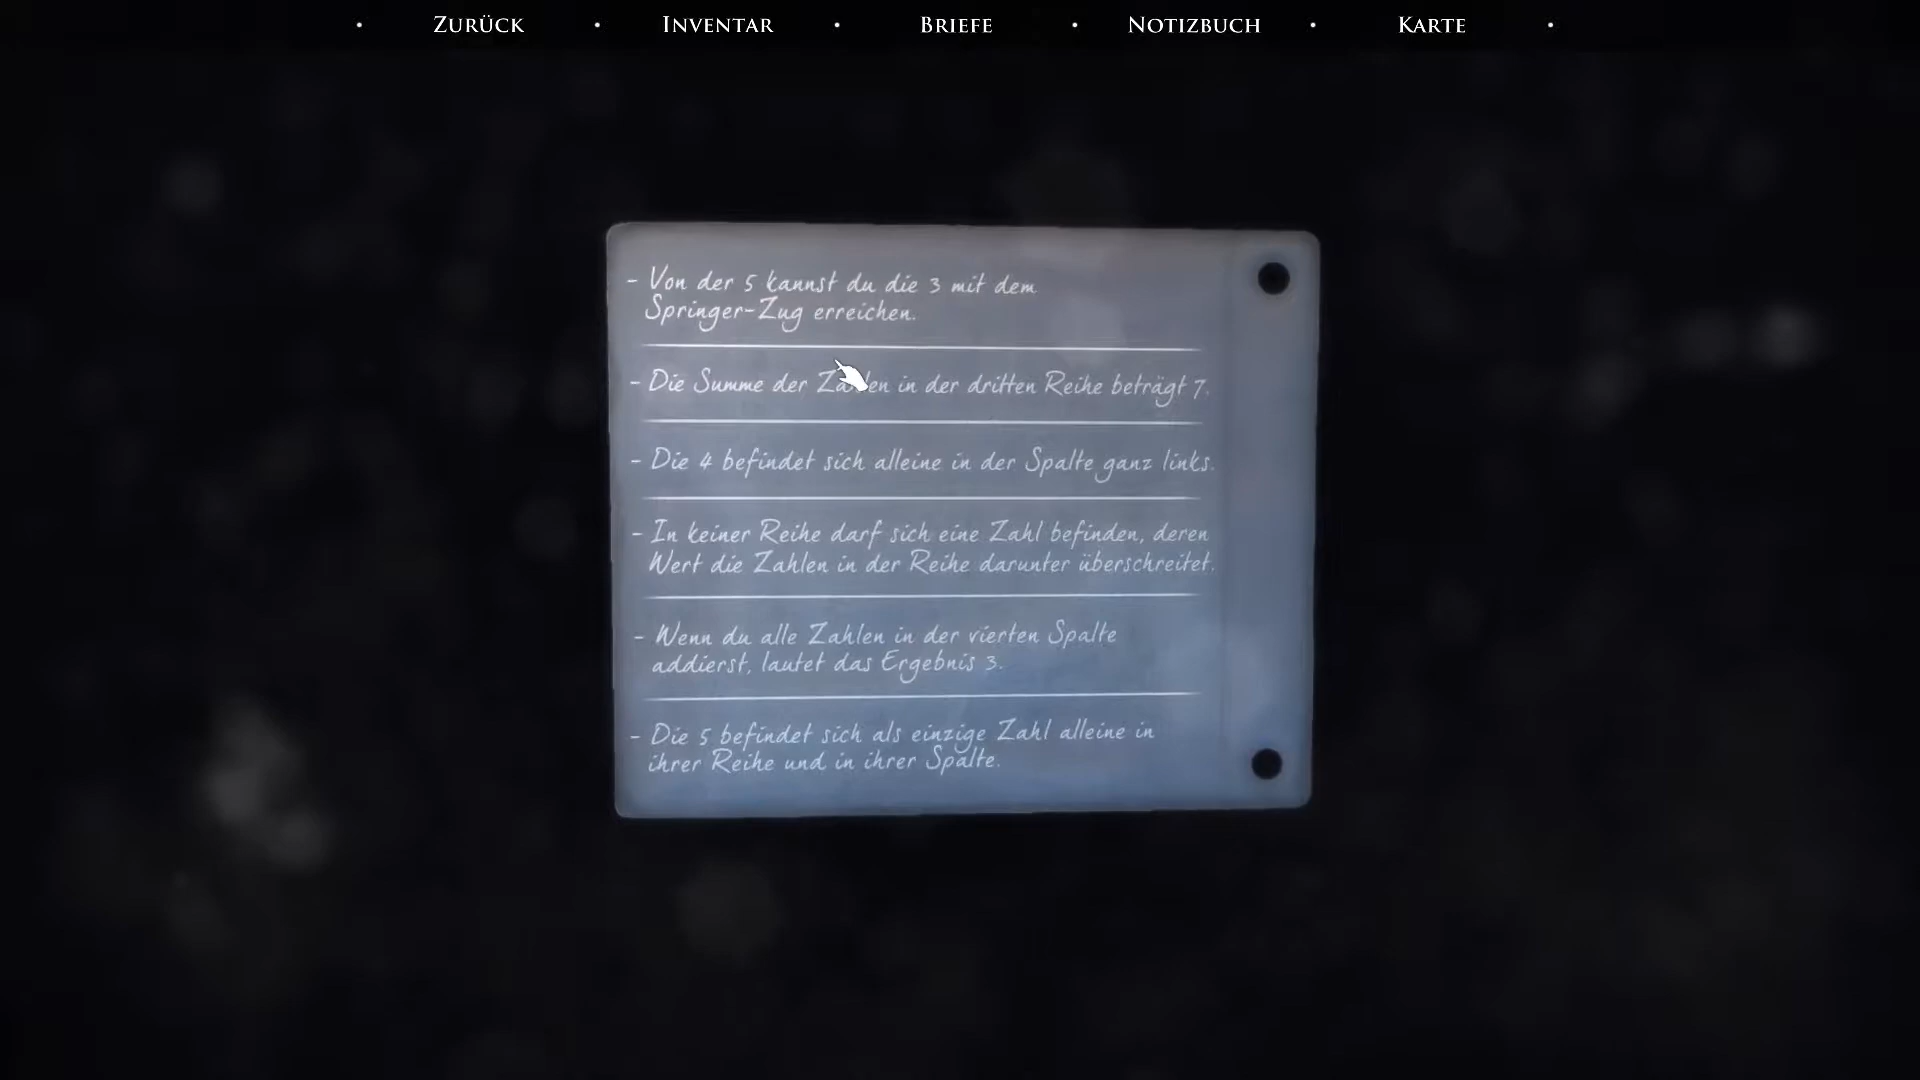 Zurück · Inventar · Briefe · Notizbuch · Karte
- Von der 5 kannst du die 3 mit dem
Springer-Zug erreichen.
- Die Summe der Zahlen in der dritten Reihe beträgt 7.
- Die 4 befindet sich alleine in der Spalte ganz links.
- In keiner Reihe darf sich eine Zahl befinden, deren
Wert die Zahlen in der Reihe darunter überschreitet.
- Wenn du alle Zahlen in der vierten Spalte
addierst, lautet das Ergebnis 3.
- Die 5 befindet sich als einzige Zahl alleine in
ihrer Reihe und in ihrer Spalte.